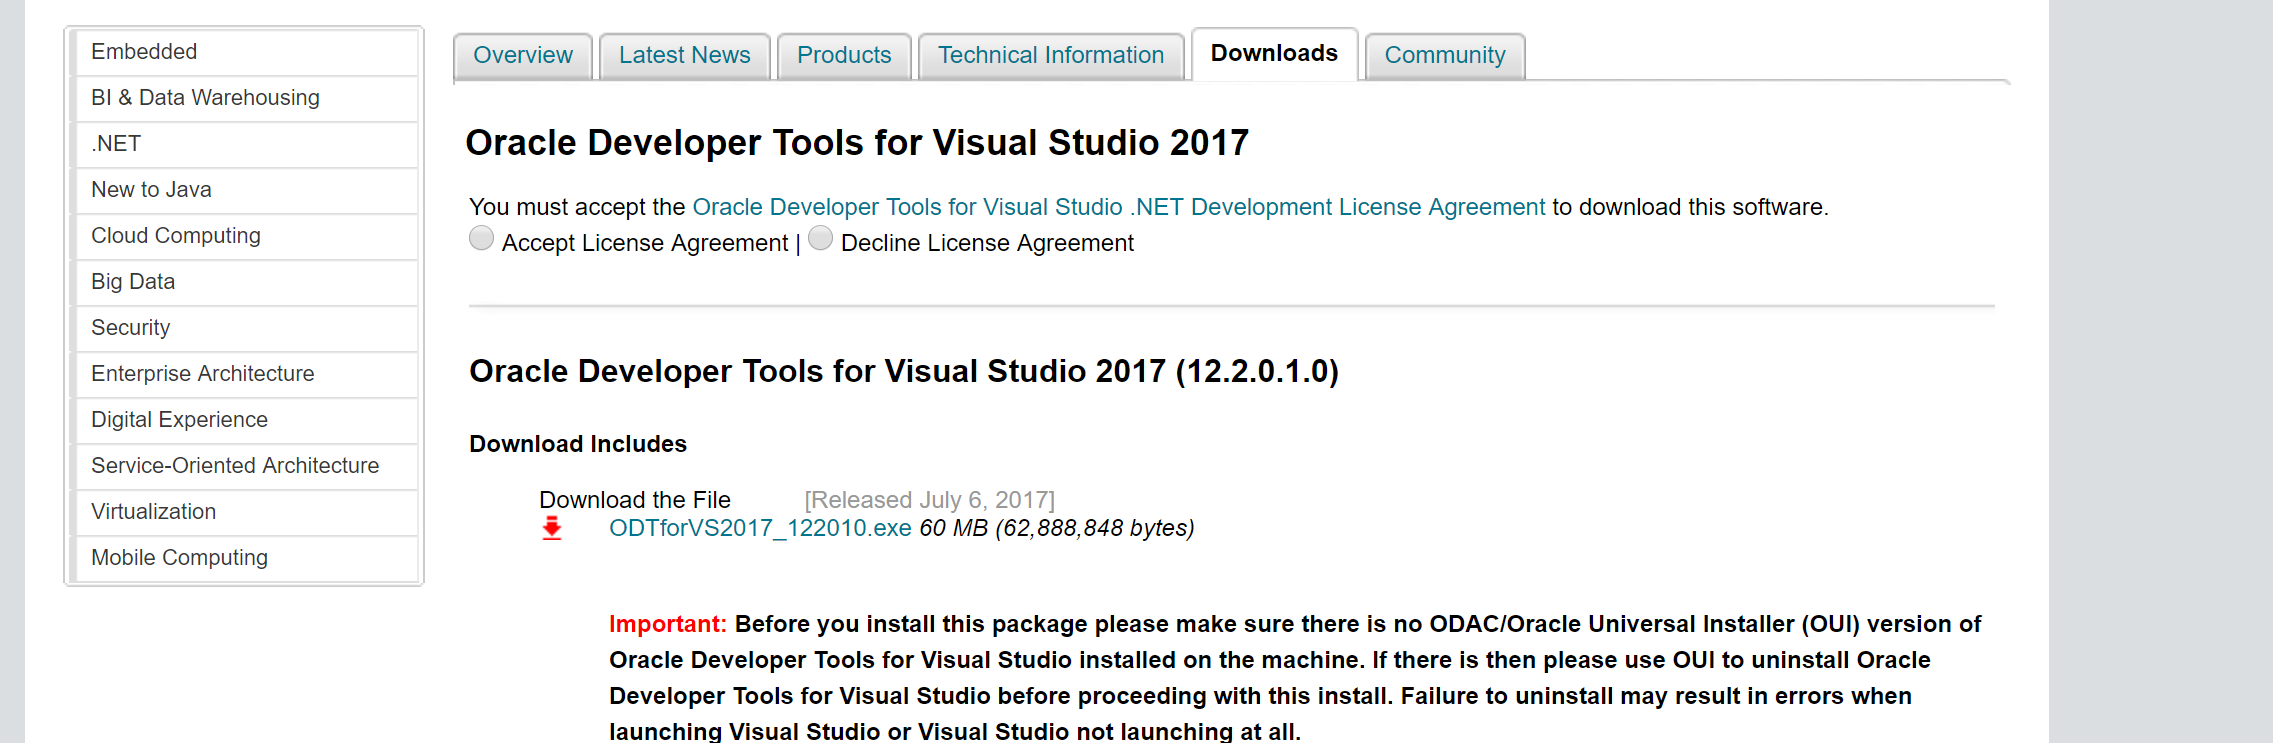 Embedded
BI & Data Warehousing
.NET
New to Java
Cloud Computing
Big Data
Security
Enterprise Architecture
Digital Experience
Service-Oriented Architecture
Virtualization
Mobile Computing
Overview Latest News Products Technical Information Downloads Community
Oracle Developer Tools for Visual Studio 2017
You must accept the Oracle Developer Tools for Visual Studio .NET Development License Agreement to download this software.
Accept License Agreement | Decline License Agreement
Oracle Developer Tools for Visual Studio 2017 (12.2.0.1.0)
Download Includes
Download the File [Released July 6, 2017]
ODTforVS2017_122010.exe 60 MB (62,888,848 bytes)
Important: Before you install this package please make sure there is no ODAC/Oracle Universal Installer (OUI) version of
Oracle Developer Tools for Visual Studio installed on the machine. If there is then please use OUI to uninstall Oracle
Developer Tools for Visual Studio before proceeding with this install. Failure to uninstall may result in errors when
launching Visual Studio or Visual Studio not launching at all.